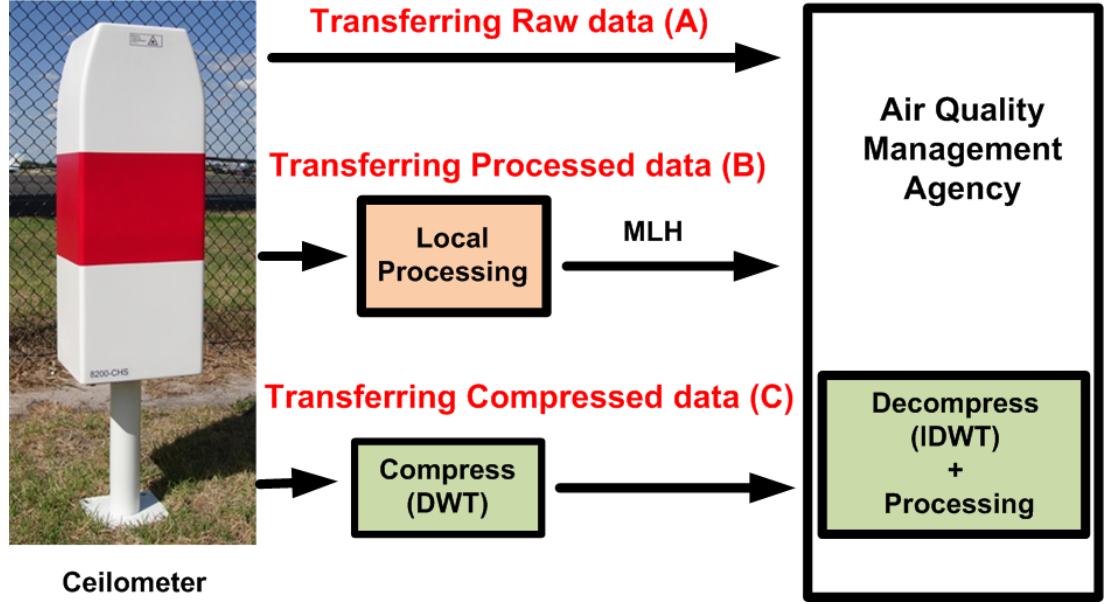 Transferring Raw data (A)
Air Quality
Management
Agency
Transferring Processed data (B)
Local
Processing
MLH
8200-CHS
Transferring Compressed data (C)
Compress
(DWT)
Decompress
(IDWT)
+
Processing
Ceilometer